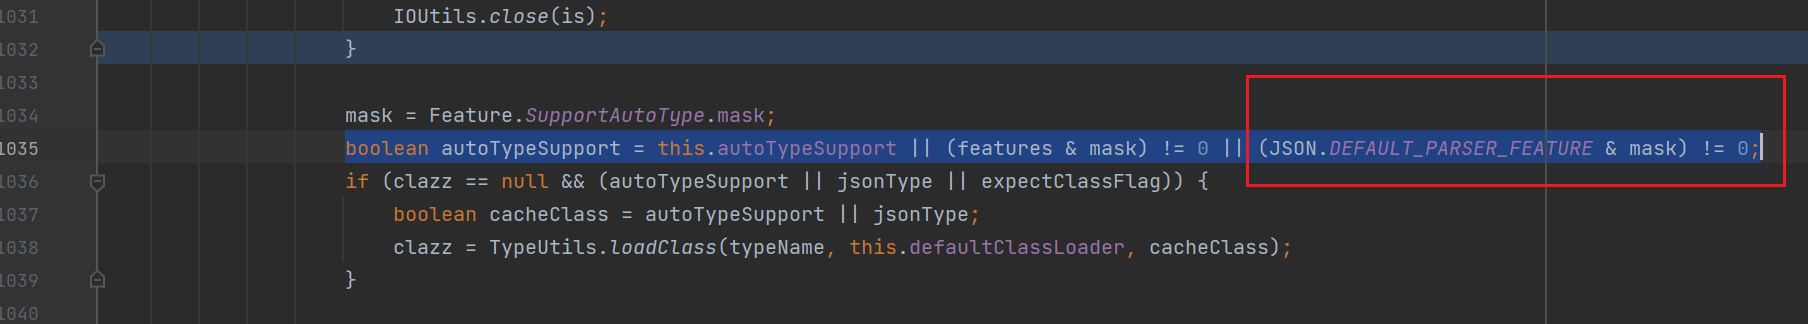 1031 IOUtils.close(is);
1032 }
1033
1034 mask = Feature.SupportAutoType.mask;
1035 boolean autoTypeSupport = this.autoTypeSupport || (features & mask) != 0 || (JSON.DEFAULT_PARSER_FEATURE & mask) != 0;
1036 if (clazz == null && (autoTypeSupport || jsonType || expectClassFlag)) {
1037 boolean cacheClass = autoTypeSupport || jsonType;
1038 clazz = TypeUtils.loadClass(typeName, this.defaultClassLoader, cacheClass);
1039 }
1040